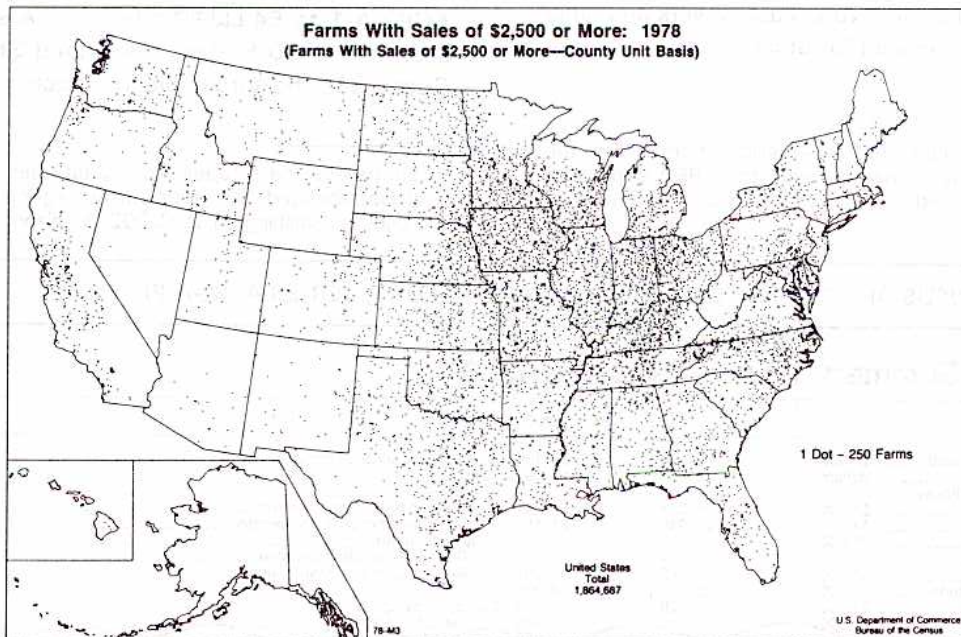 Farms With Sales of $2,500 or More: 1978
(Farms With Sales of $2,500 or More—County Unit Basis)
1 Dot – 250 Farms
United States
Total
1,864,687
78-M3
U.S. Department of Commerce
Bureau of the Census